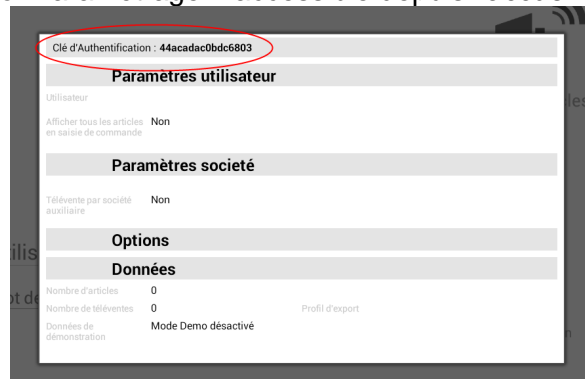 Clé d'Authentification : 44acadac0bdc6803
Paramètres utilisateur
Utilisateur
Afficher tous les articles Non
en saisie de commande
Paramètres societé
Télévente par société Non
auxiliaire
Options
Données
Nombre d'articles 0
Nombre de téléventes 0 Profil d'export
Données de Mode Demo désactivé
démonstration